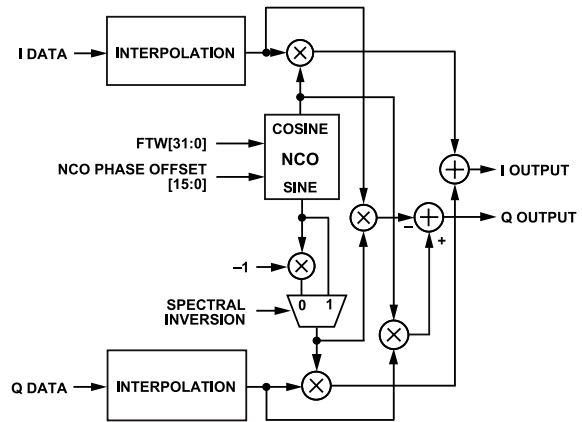 I DATA
INTERPOLATION
COSINE
FTW[31:0]
NCO
NCO PHASE OFFSET
[15:0]
SINE
I OUTPUT
– 
Q OUTPUT
+
–1
0 1
SPECTRAL
INVERSION
Q DATA
INTERPOLATION